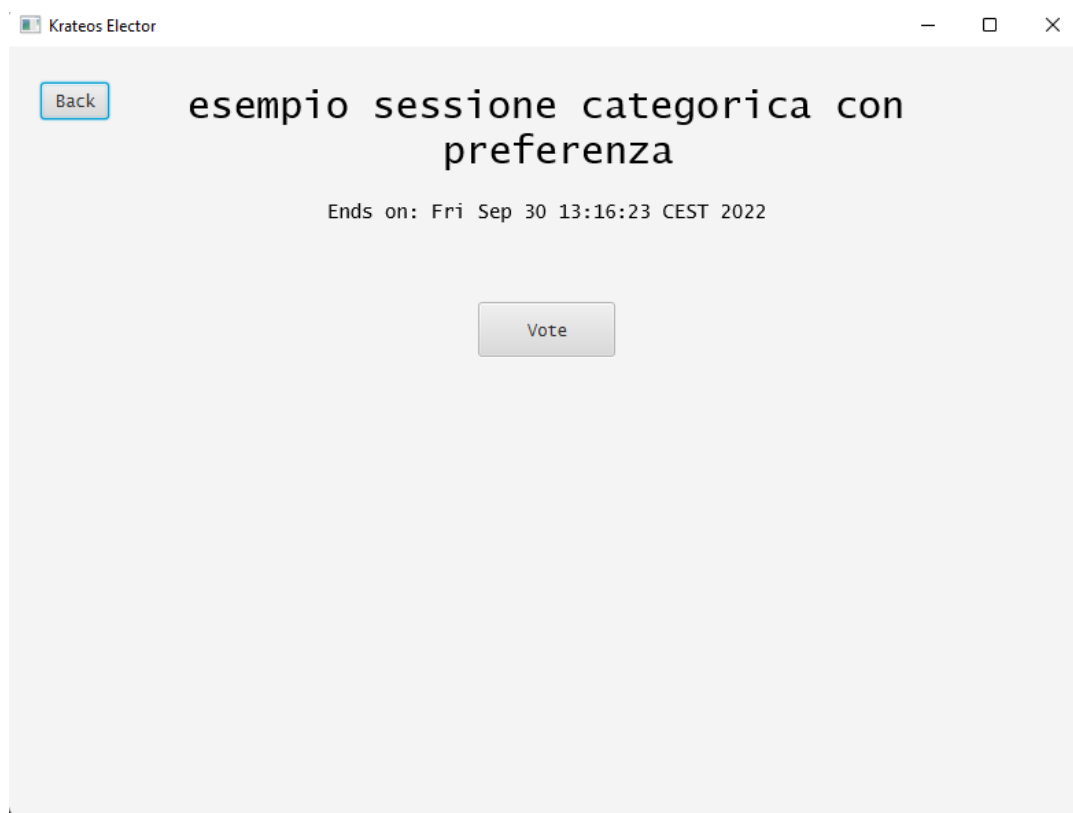 Krateos Elector
Back
esempio sessione categorica con
preferenza
Ends on: Fri Sep 30 13:16:23 CEST 2022
Vote